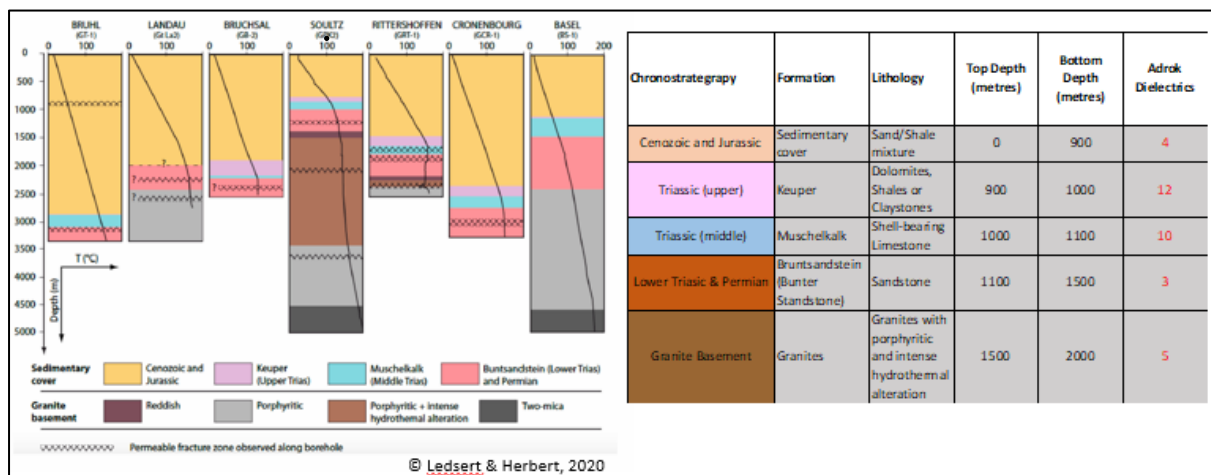 BRUHL LANDAU BRUCHSAL SOULTZ RITTERSHOFFEN CRONENBOURG BASEL
(GT-1) (Gt La2) (GB-2) (GRT-1) (GCR-1) (BS-1)
0 100 0 100 0 100 0 100 0 100 0 100 0 100 200
0
500
1000
1500
2000
2500
3000
3500
4000
4500
5000
?
?
?
?
T (°C)
Depth (m)
Sedimentary cover
Cenozoic and Jurassic
Keuper (Upper Trias)
Muschelkalk (Middle Trias)
Buntsandstein (Lower Trias) and Permian
Granite basement
Reddish
Porphyritic
Porphyritic + intense hydrothemal alteration
Two-mica
Permeable fracture zone observed along borehole
© Ledsert & Herbert, 2020
Chronostrategrapy Formation Lithology Top Depth (metres) Bottom Depth (metres) Adrok Dielectrics
Cenozoic and Jurassic Sedimentary cover Sand/Shale mixture 0 900 4
Triassic (upper) Keuper Dolomites, Shales or Claystones 900 1000 12
Triassic (middle) Muschelkalk Shell-bearing Limestone 1000 1100 10
Lower Triasic & Permian Bruntsandstein (Bunter Standstone) Sandstone 1100 1500 3
Granite Basement Granites Granites with porphyritic and intense hydrothermal alteration 1500 2000 5